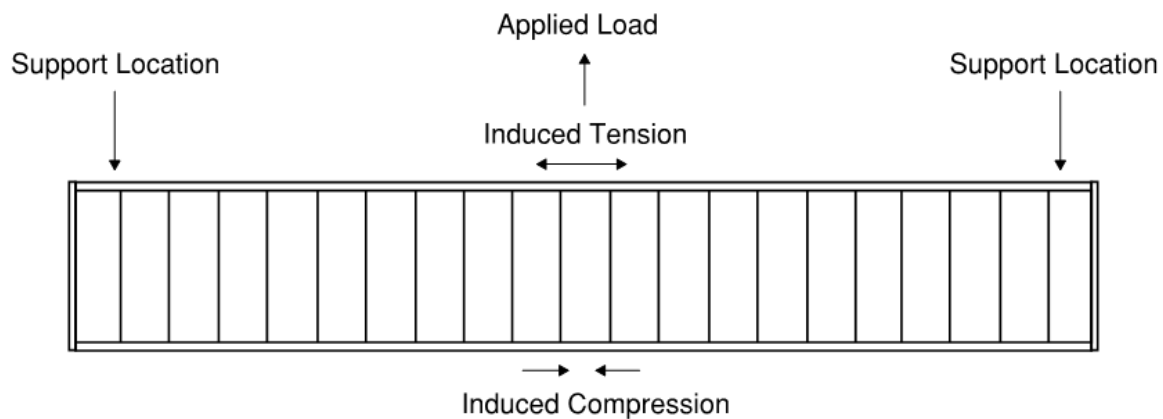 Applied Load
Support Location
Support Location
Induced Tension
Induced Compression